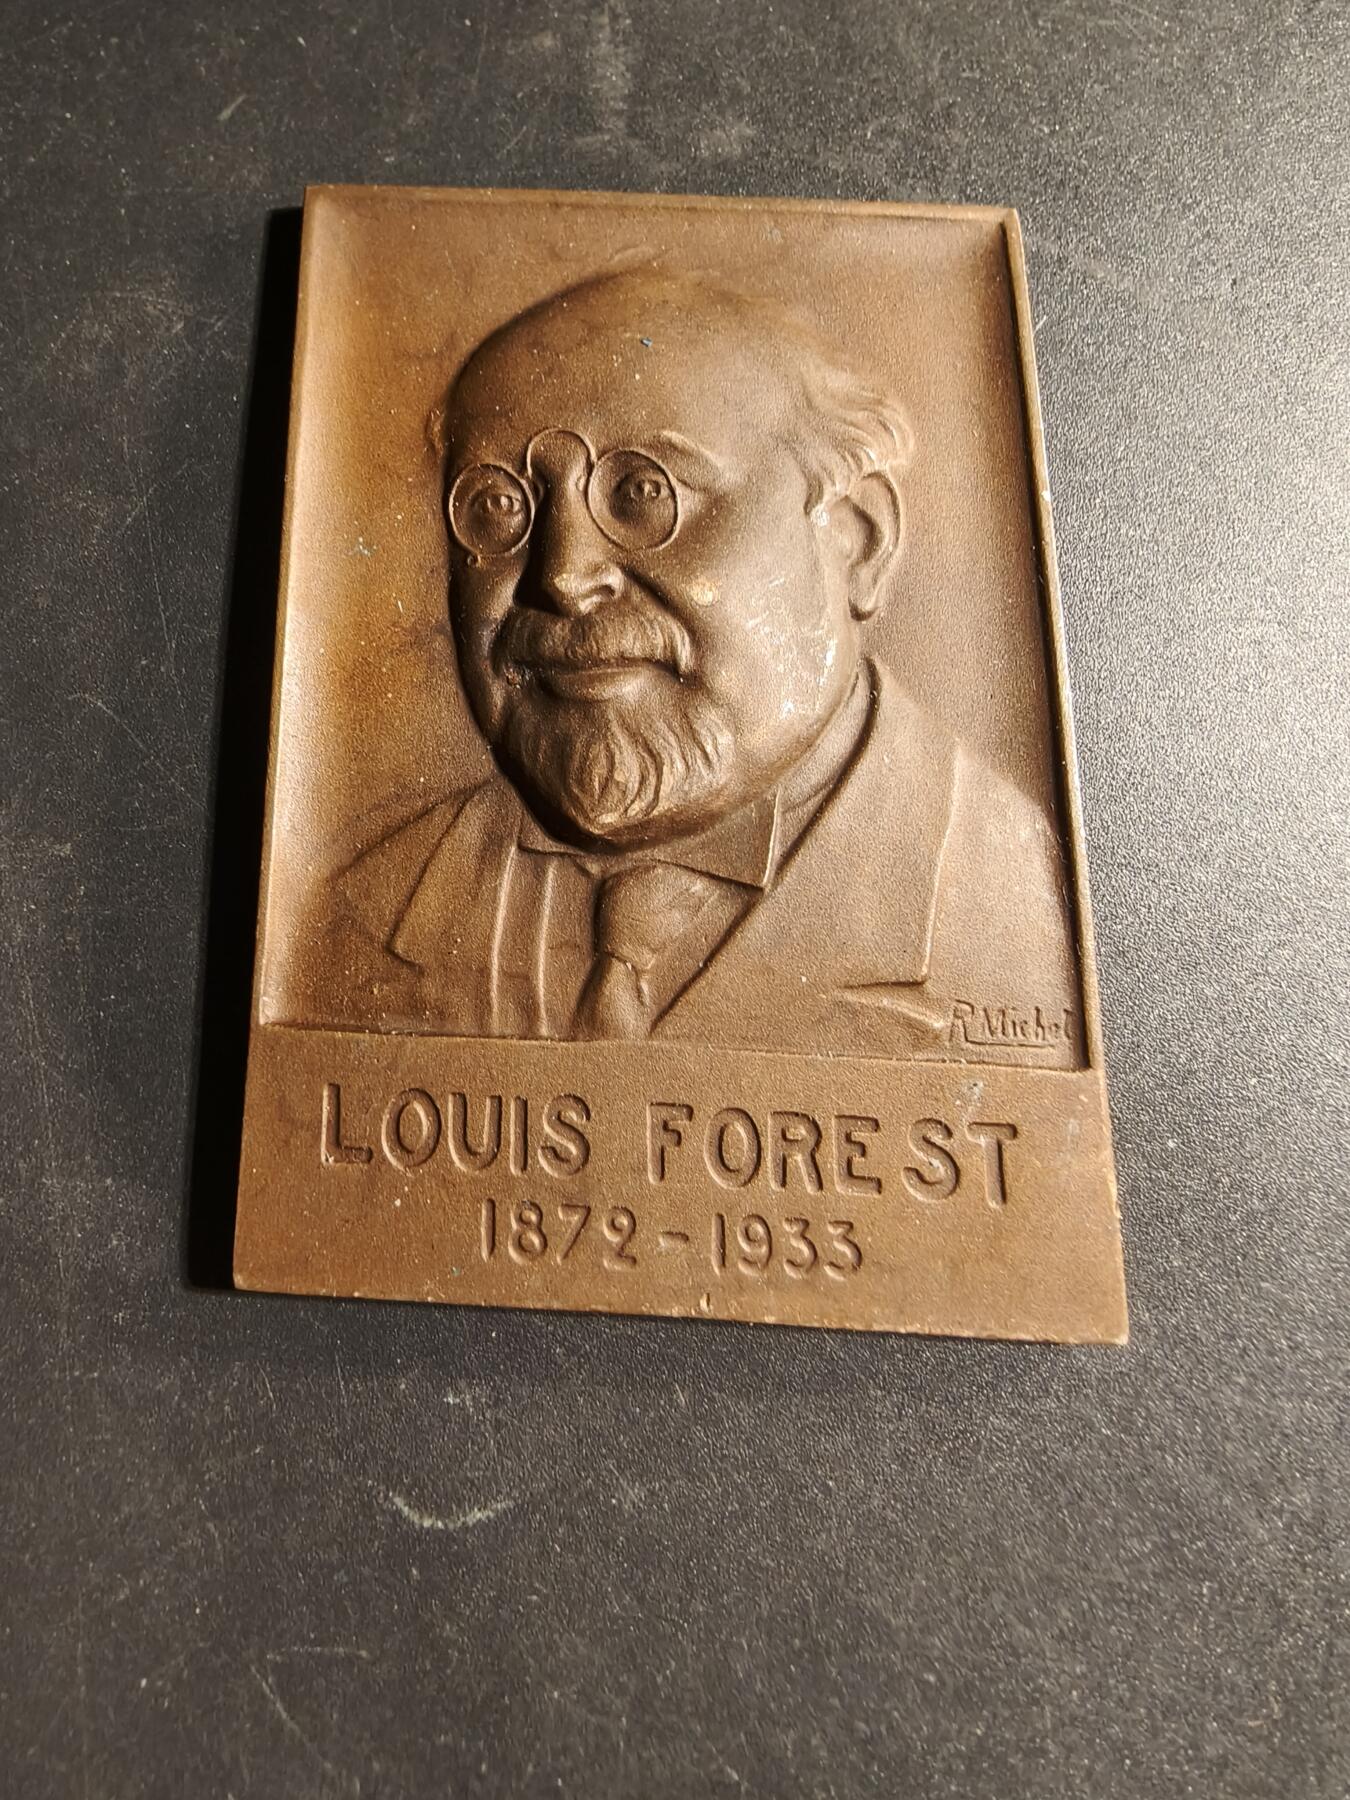 R Michel
LOUIS FOREST
1872-1933